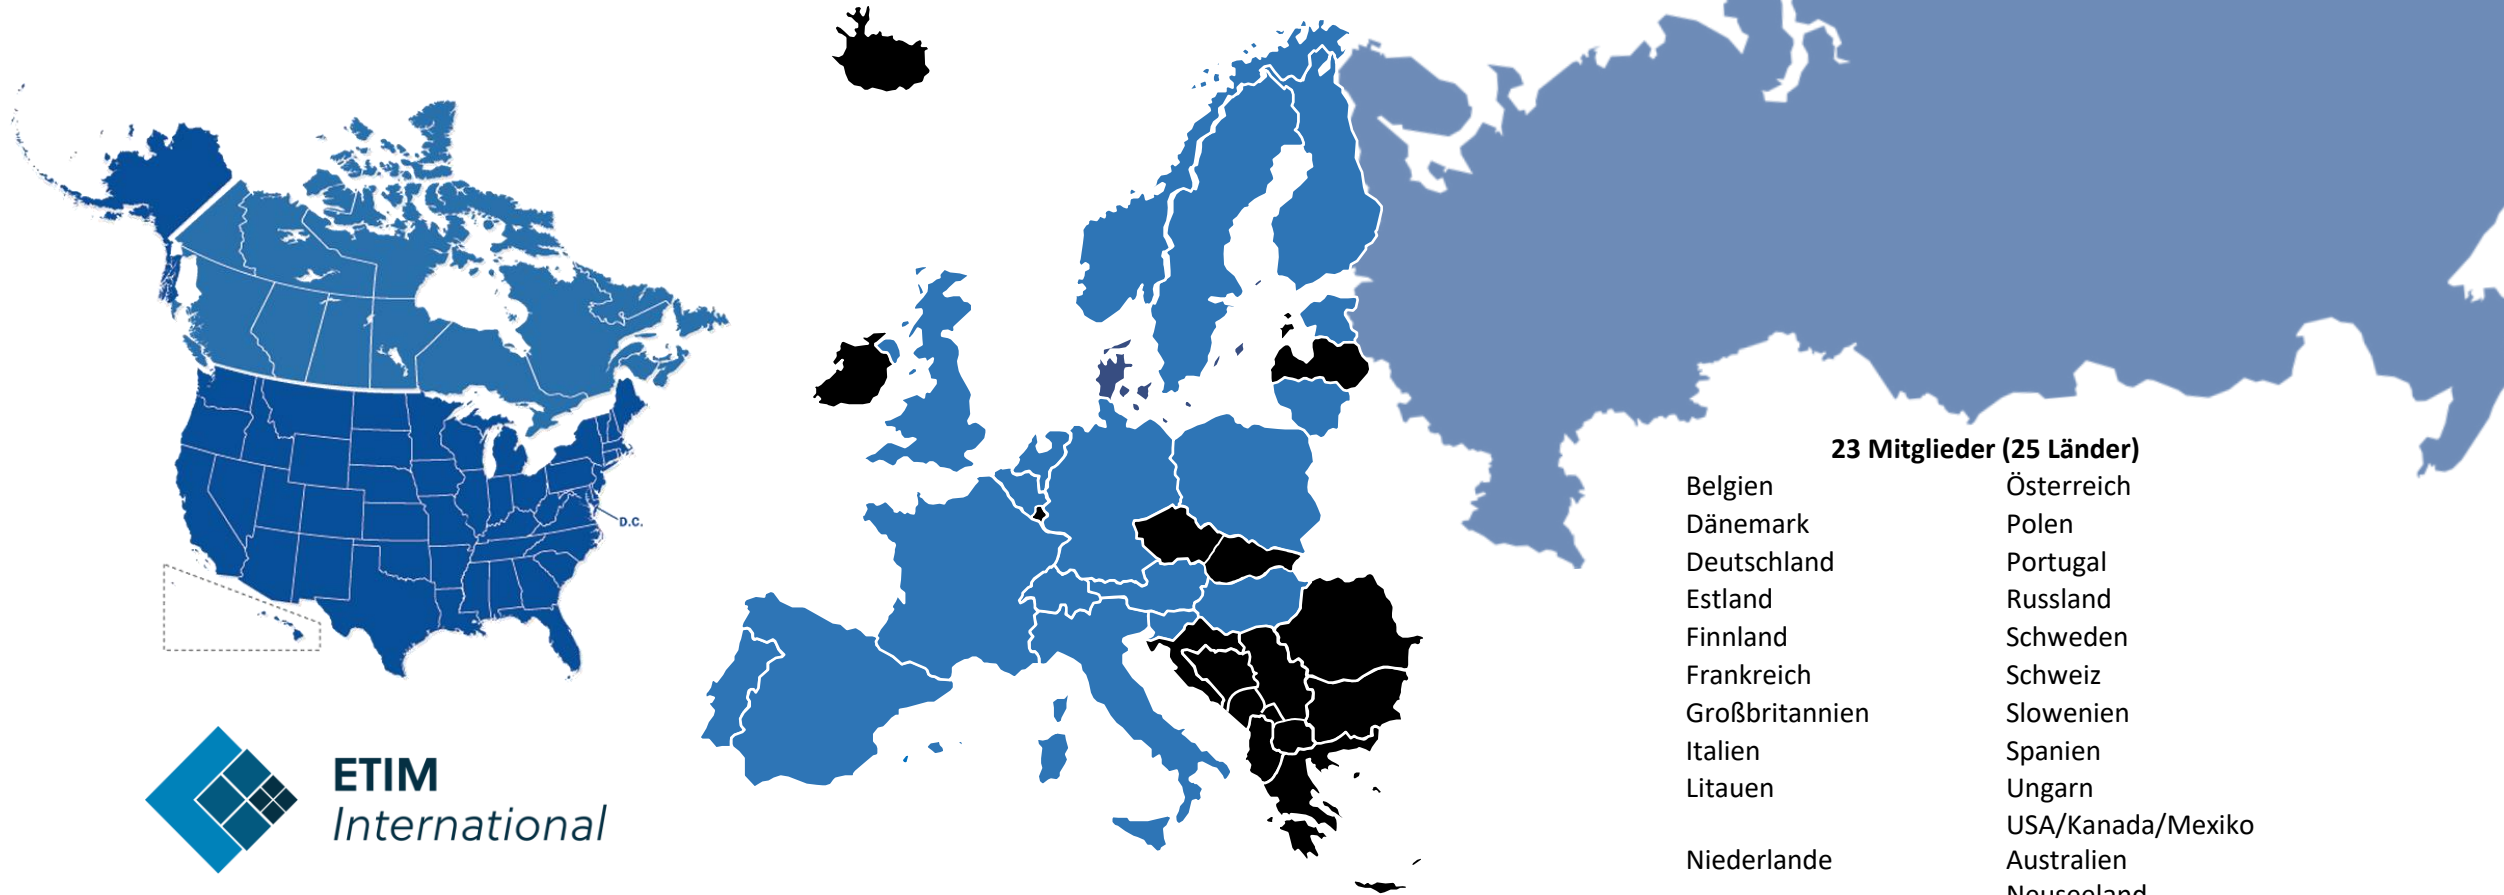 D.C.
ETIM
International
23 Mitglieder (25 Länder)
Belgien Österreich
Dänemark Polen
Deutschland Portugal
Estland Russland
Finnland Schweden
Frankreich Schweiz
Großbritannien Slowenien
Italien Spanien
Litauen Ungarn
USA/Kanada/Mexiko
Niederlande Australien
Neuseeland